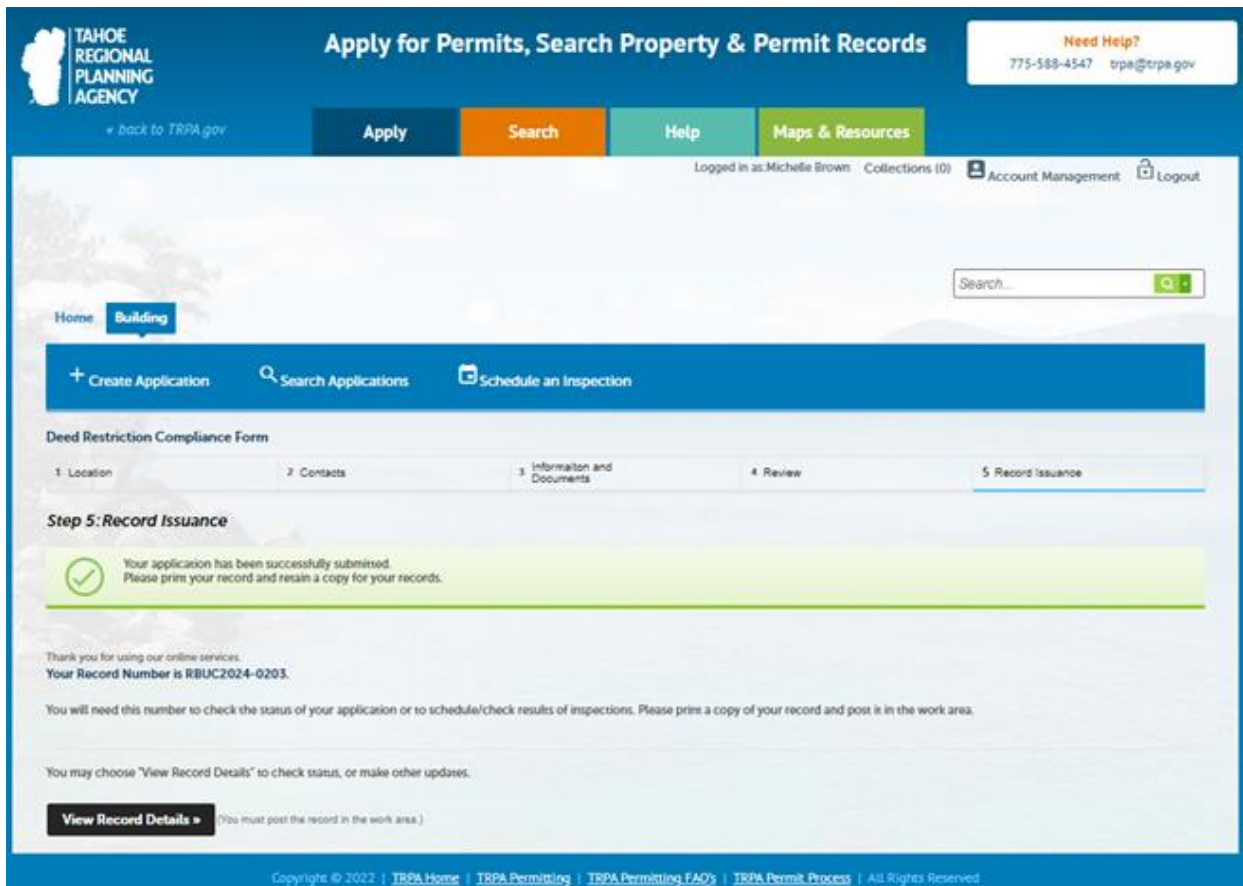 TAHOE
REGIONAL
PLANNING
AGENCY
Apply for Permits, Search Property & Permit Records
Need Help?
775-588-4547 trpa@trpa.gov
« back to TRPA.gov
Apply
Search
Help
Maps & Resources
Logged in as:Michelle Brown Collections (0) Account Management Logout
Search...
Home Building
+ Create Application Search Applications Schedule an Inspection
Deed Restriction Compliance Form
1 Location
2 Contacts
3 Informaiton and
Documents
4 Review
5 Record Issuance
Step 5:Record Issuance
Your application has been successfully submitted.
Please print your record and retain a copy for your records.
Thank you for using our online services.
Your Record Number is RBUC2024-0203.
You will need this number to check the status of your application or to schedule/check results of inspections. Please print a copy of your record and post it in the work area.
You may choose "View Record Details" to check status, or make other updates.
View Record Details » (You must post the record in the work area.)
Copyright © 2022 | TRPA Home | TRPA Permitting | TRPA Permitting FAQ's | TRPA Permit Process | All Rights Reserved